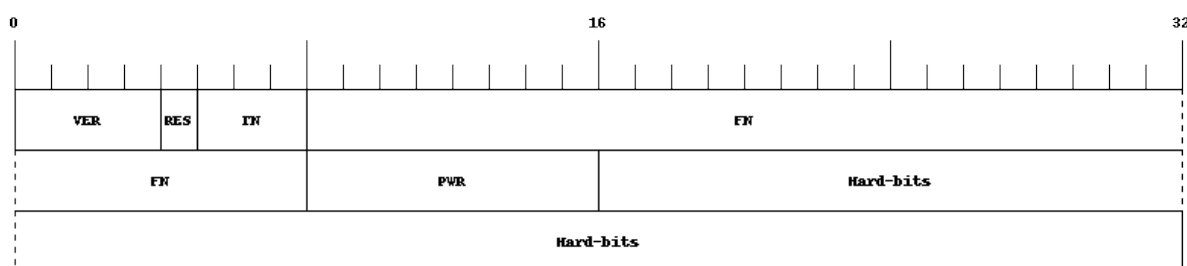 0 16 32
VER RES TN FN
FN PWR Hard-bits
Hard-bits